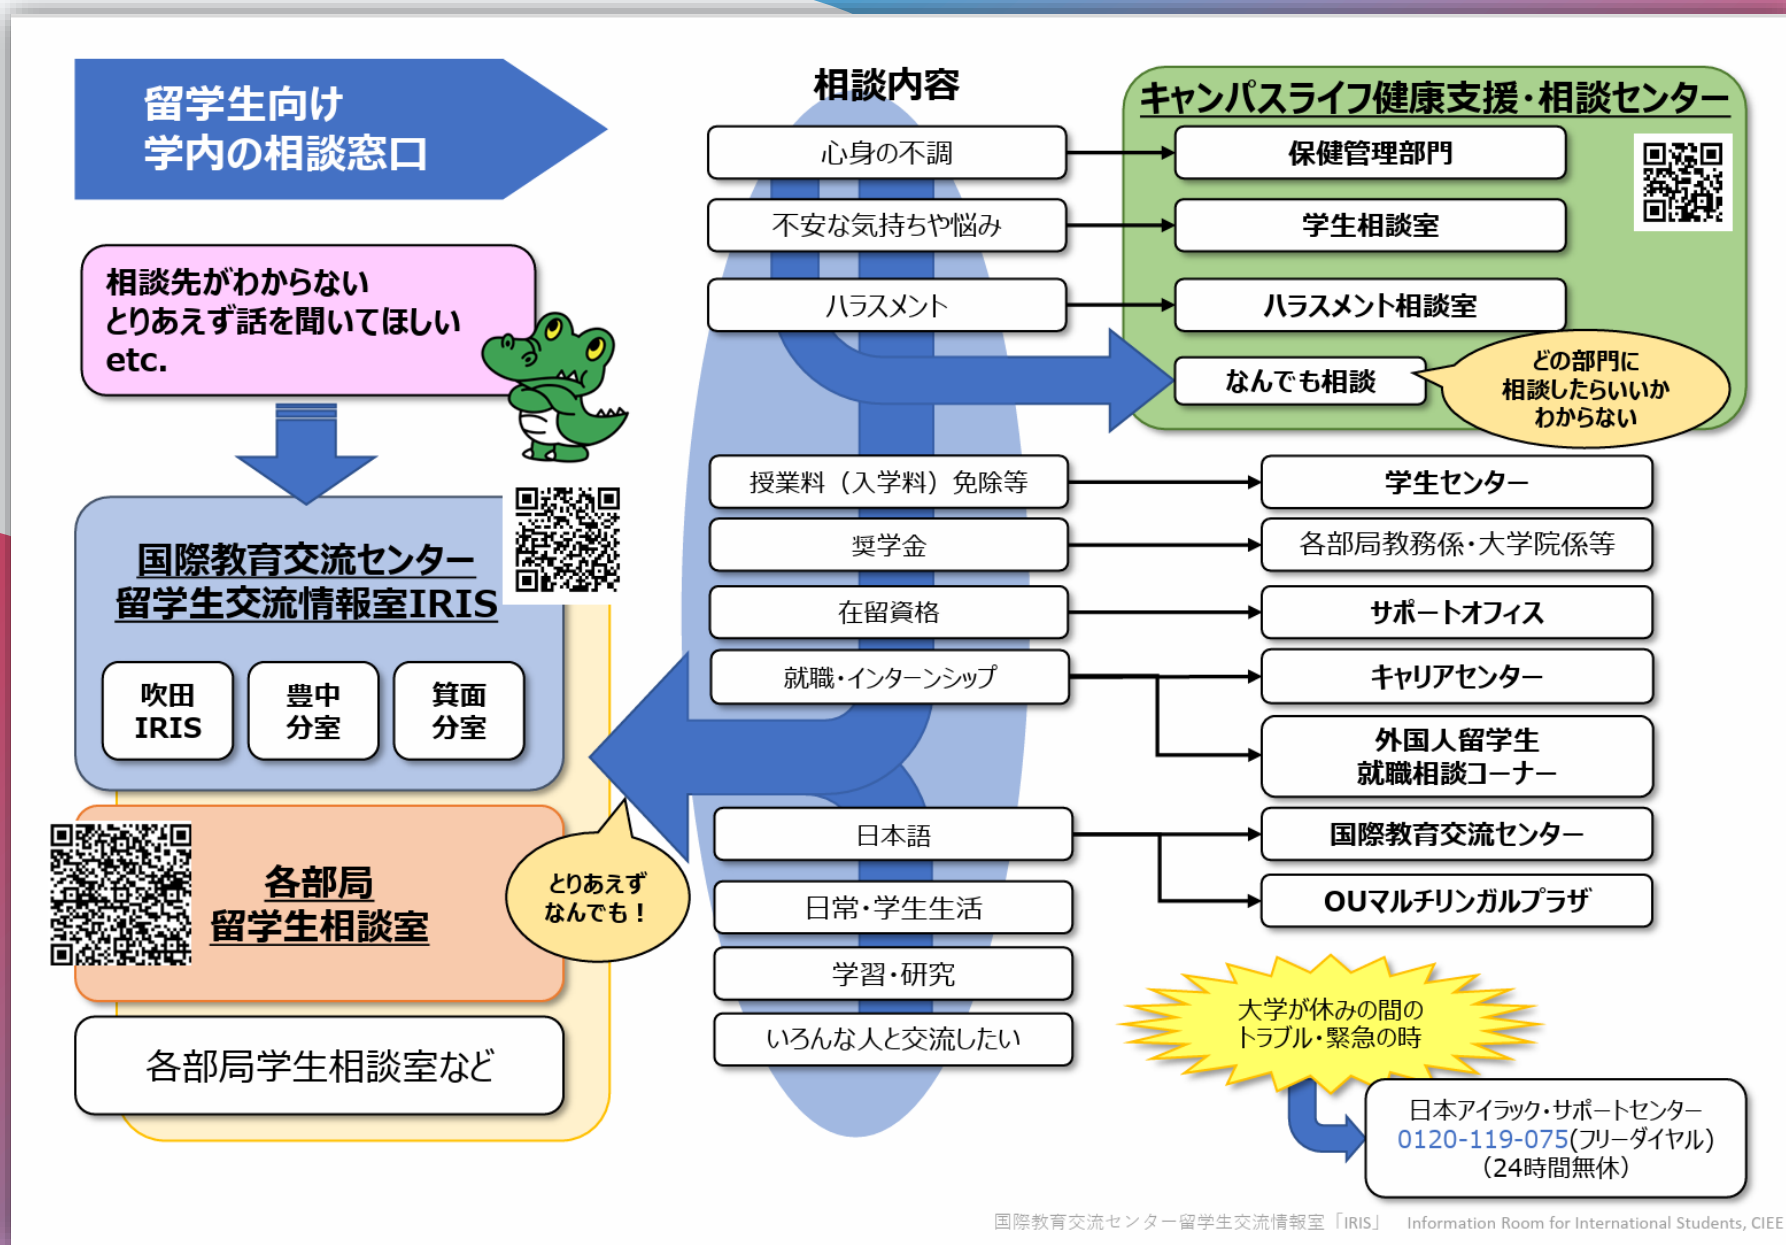 留学生向け
学内の相談窓口
相談先がわからない
とりあえず話を聞いてほしい
etc.
国際教育交流センター
留学生交流情報室IRIS
吹田
IRIS
豊中
分室
箕面
分室
各部局
留学生相談室
各部局学生相談室など
とりあえず
なんでも！
相談内容
心身の不調
不安な気持ちや悩み
ハラスメント
授業料（入学料）免除等
奨学金
在留資格
就職・インターンシップ
日本語
日常・学生生活
学習・研究
いろんな人と交流したい
キャンパスライフ健康支援・相談センター
保健管理部門
学生相談室
ハラスメント相談室
なんでも相談
どの部門に
相談したらいいか
わからない
学生センター
各部局教務係・大学院係等
サポートオフィス
キャリアセンター
外国人留学生
就職相談コーナー
国際教育交流センター
OUマルチリンガルプラザ
大学が休みの間の
トラブル・緊急の時
日本アイラック・サポートセンター
0120-119-075(フリーダイヤル)
（24時間無休）
国際教育交流センター留学生交流情報室「IRIS」 Information Room for International Students, CIEE